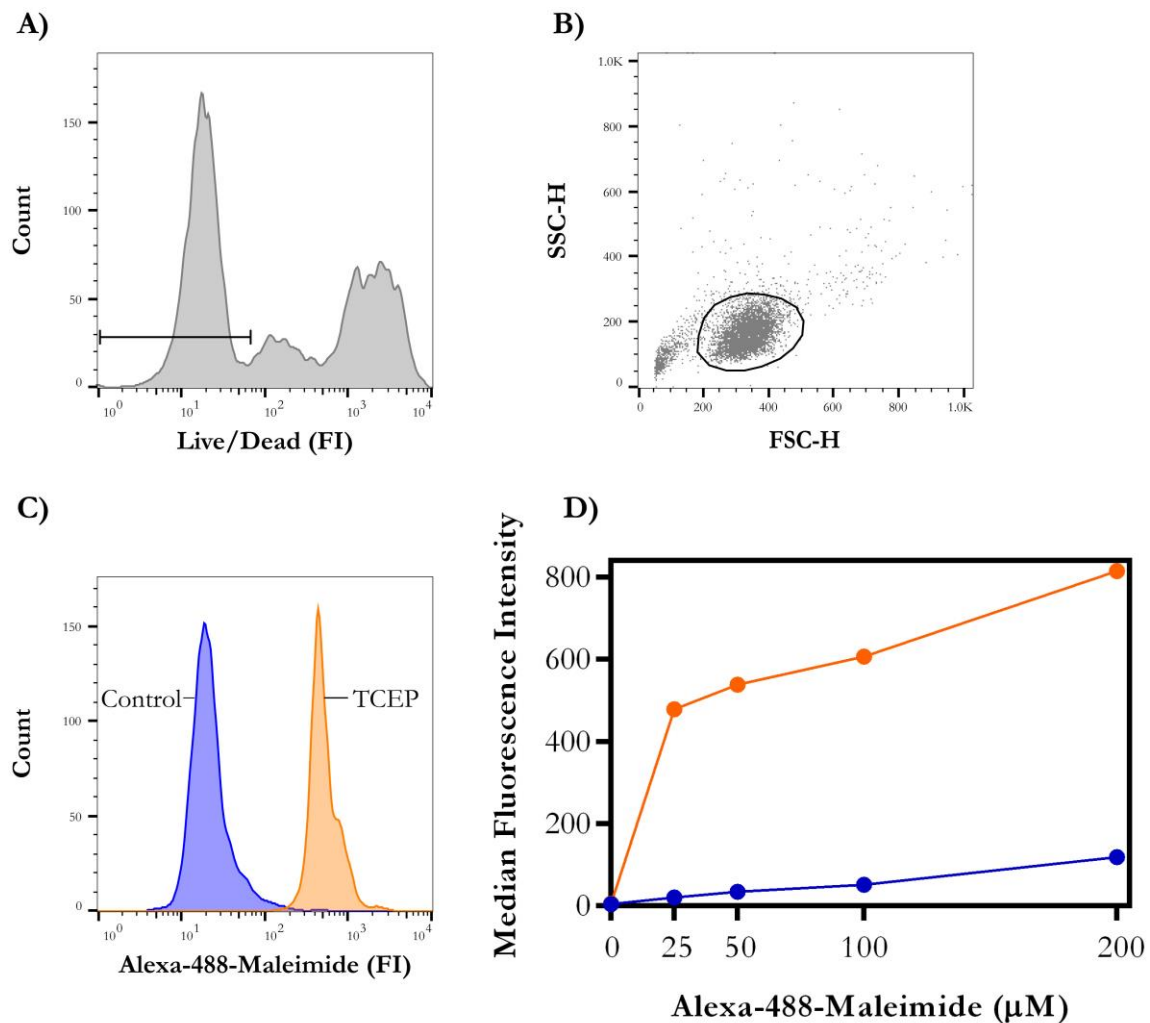 A)
Count
150
100
50
0
10^0 10^1 10^2 10^3 10^4
Live/Dead (FI)
B)
SSC-H
1.0K
800
600
400
200
0
0 200 400 600 800 1.0K
FSC-H
C)
Count
150
100
50
0
Control
TCEP
10^0 10^1 10^2 10^3 10^4
Alexa-488-Maleimide (FI)
D)
Median Fluorescence Intensity
800
600
400
200
0
0 25 50 100 200
Alexa-488-Maleimide (μM)